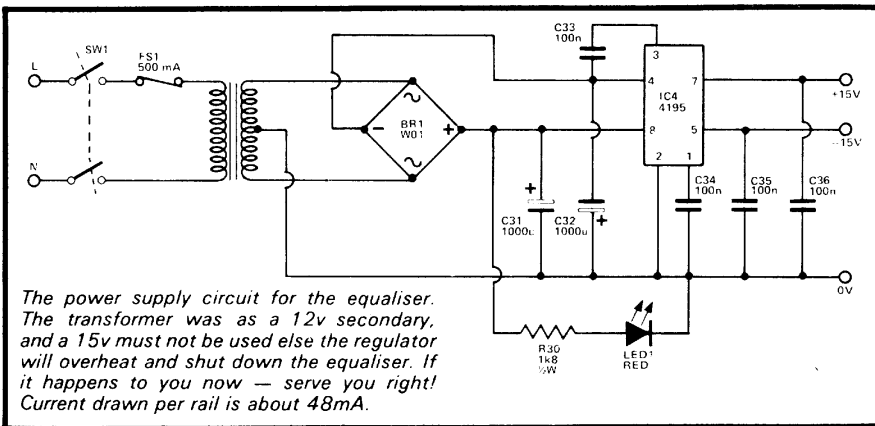 C33
100n
SW1
L
FS1
500 mA
3
4
7
IC4
4195
+15V
BR1
W01
−
+
8
5
--15V
2
1
N
C34
100n
C35
100n
C36
100n
+
C31
1000u
C32
1000u
+
0V
The power supply circuit for the equaliser.
The transformer was as a 12v secondary,
and a 15v must not be used else the regulator
will overheat and shut down the equaliser. If
it happens to you now — serve you right!
Current drawn per rail is about 48mA.
R30
1k8
½W
LED1
RED